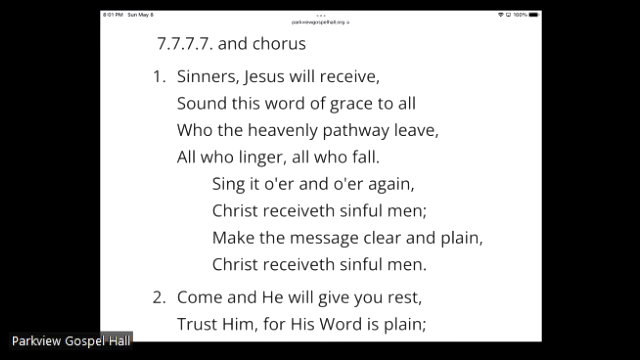 8:01 PM Sun May 8
parkviewgospelhall.org
100%
7.7.7.7. and chorus
1. Sinners, Jesus will receive,
Sound this word of grace to all
Who the heavenly pathway leave,
All who linger, all who fall.
Sing it o'er and o'er again,
Christ receiveth sinful men;
Make the message clear and plain,
Christ receiveth sinful men.
2. Come and He will give you rest,
Trust Him, for His Word is plain;
Parkview Gospel Hall